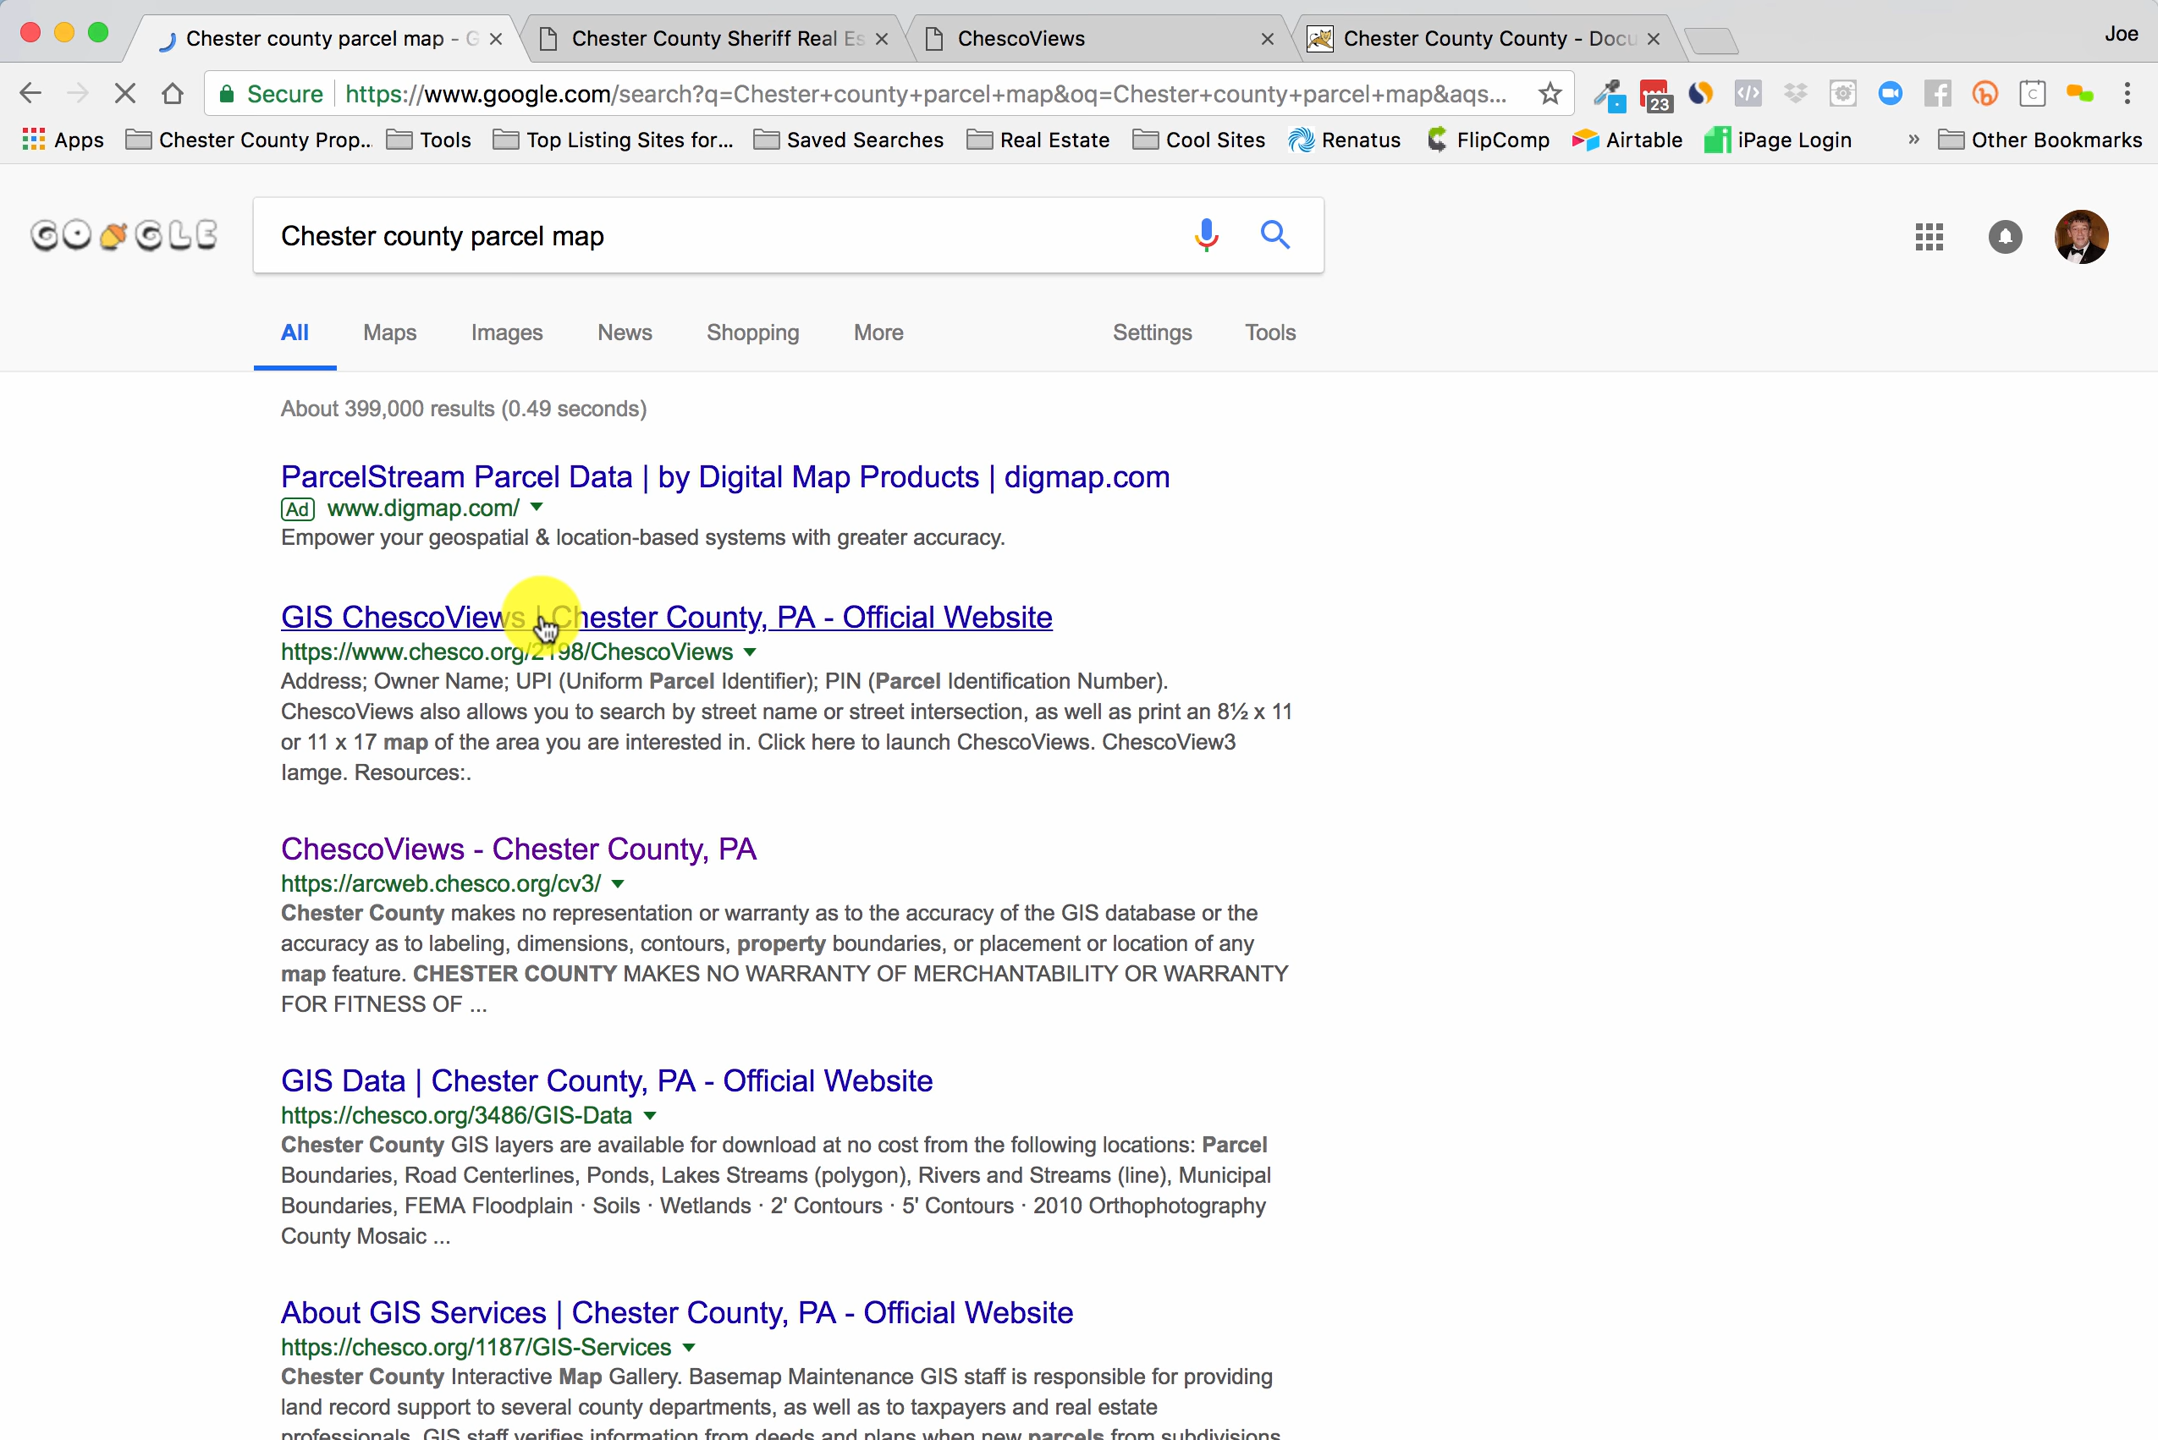 Chester county parcel map - G
Chester County Sheriff Real Es
ChescoViews
Chester County County - Docu
Joe
Secure
https://www.google.com/search?q=Chester+county+parcel+map&oq=Chester+county+parcel+map&aqs...
23
Apps
Chester County Prop...
Tools
Top Listing Sites for...
Saved Searches
Real Estate
Cool Sites
Renatus
FlipComp
Airtable
iPage Login
»
Other Bookmarks
GOOGLE
Chester county parcel map
All
Maps
Images
News
Shopping
More
Settings
Tools
About 399,000 results (0.49 seconds)
ParcelStream Parcel Data | by Digital Map Products | digmap.com
Ad www.digmap.com/
Empower your geospatial & location-based systems with greater accuracy.
GIS ChescoViews | Chester County, PA - Official Website
https://www.chesco.org/2198/ChescoViews
Address; Owner Name; UPI (Uniform Parcel Identifier); PIN (Parcel Identification Number).
ChescoViews also allows you to search by street name or street intersection, as well as print an 8½ x 11
or 11 x 17 map of the area you are interested in. Click here to launch ChescoViews. ChescoView3
Iamge. Resources:.
ChescoViews - Chester County, PA
https://arcweb.chesco.org/cv3/
Chester County makes no representation or warranty as to the accuracy of the GIS database or the
accuracy as to labeling, dimensions, contours, property boundaries, or placement or location of any
map feature. CHESTER COUNTY MAKES NO WARRANTY OF MERCHANTABILITY OR WARRANTY
FOR FITNESS OF ...
GIS Data | Chester County, PA - Official Website
https://chesco.org/3486/GIS-Data
Chester County GIS layers are available for download at no cost from the following locations: Parcel
Boundaries, Road Centerlines, Ponds, Lakes Streams (polygon), Rivers and Streams (line), Municipal
Boundaries, FEMA Floodplain · Soils · Wetlands · 2' Contours · 5' Contours · 2010 Orthophotography
County Mosaic ...
About GIS Services | Chester County, PA - Official Website
https://chesco.org/1187/GIS-Services
Chester County Interactive Map Gallery. Basemap Maintenance GIS staff is responsible for providing
land record support to several county departments, as well as to taxpayers and real estate
professionals. GIS staff verifies information from deeds and plans when new parcels from subdivisions